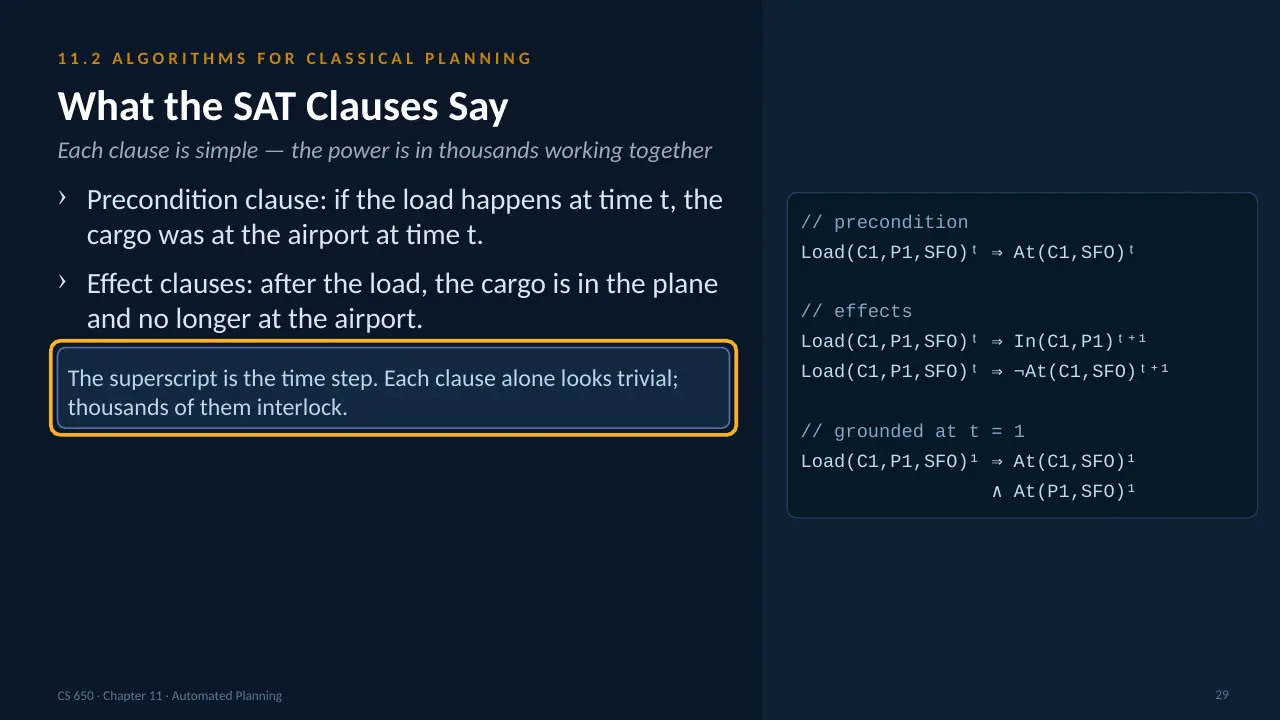 11.2 ALGORITHMS FOR CLASSICAL PLANNING
What the SAT Clauses Say
Each clause is simple — the power is in thousands working together
› Precondition clause: if the load happens at time t, the
cargo was at the airport at time t.
› Effect clauses: after the load, the cargo is in the plane
and no longer at the airport.
The superscript is the time step. Each clause alone looks trivial;
thousands of them interlock.
// precondition
Load(C1,P1,SFO)ᵗ ⇒ At(C1,SFO)ᵗ
// effects
Load(C1,P1,SFO)ᵗ ⇒ In(C1,P1)ᵗ⁺¹
Load(C1,P1,SFO)ᵗ ⇒ ¬At(C1,SFO)ᵗ⁺¹
// grounded at t = 1
Load(C1,P1,SFO)¹ ⇒ At(C1,SFO)¹
∧ At(P1,SFO)¹
CS 650 · Chapter 11 · Automated Planning
29